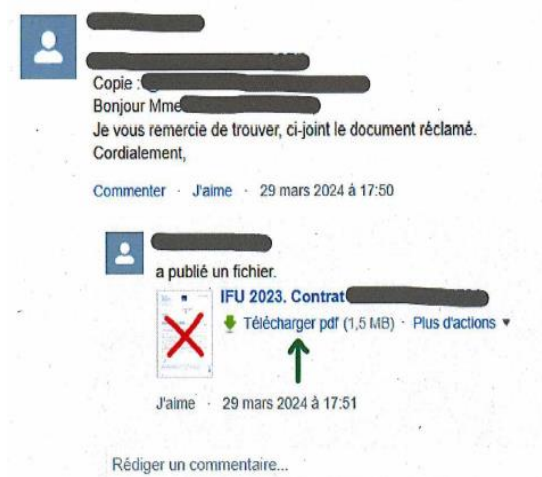 Copie :
Bonjour Mme
Je vous remercie de trouver, ci-joint le document réclamé.
Cordialement,
Commenter · J'aime · 29 mars 2024 à 17:50
a publié un fichier.
IFU 2023. Contrat
Télécharger pdf (1,5 MB) · Plus d'actions
J'aime · 29 mars 2024 à 17:51
Rédiger un commentaire...